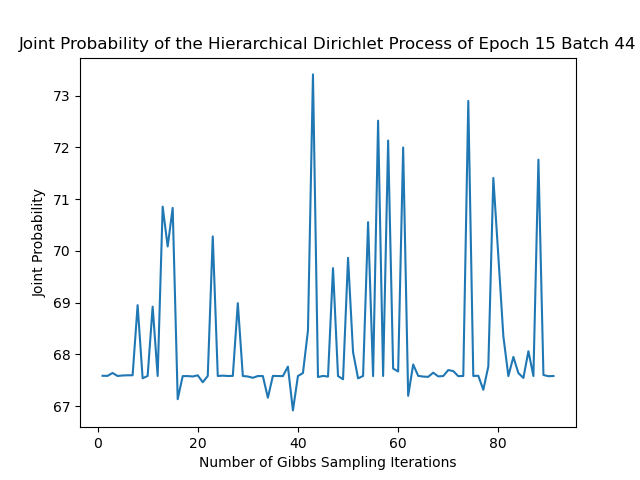 Joint Probability of the Hierarchical Dirichlet Process of Epoch 15 Batch 44
Joint Probability
73
72
71
70
69
68
67
0 20 40 60 80
Number of Gibbs Sampling Iterations